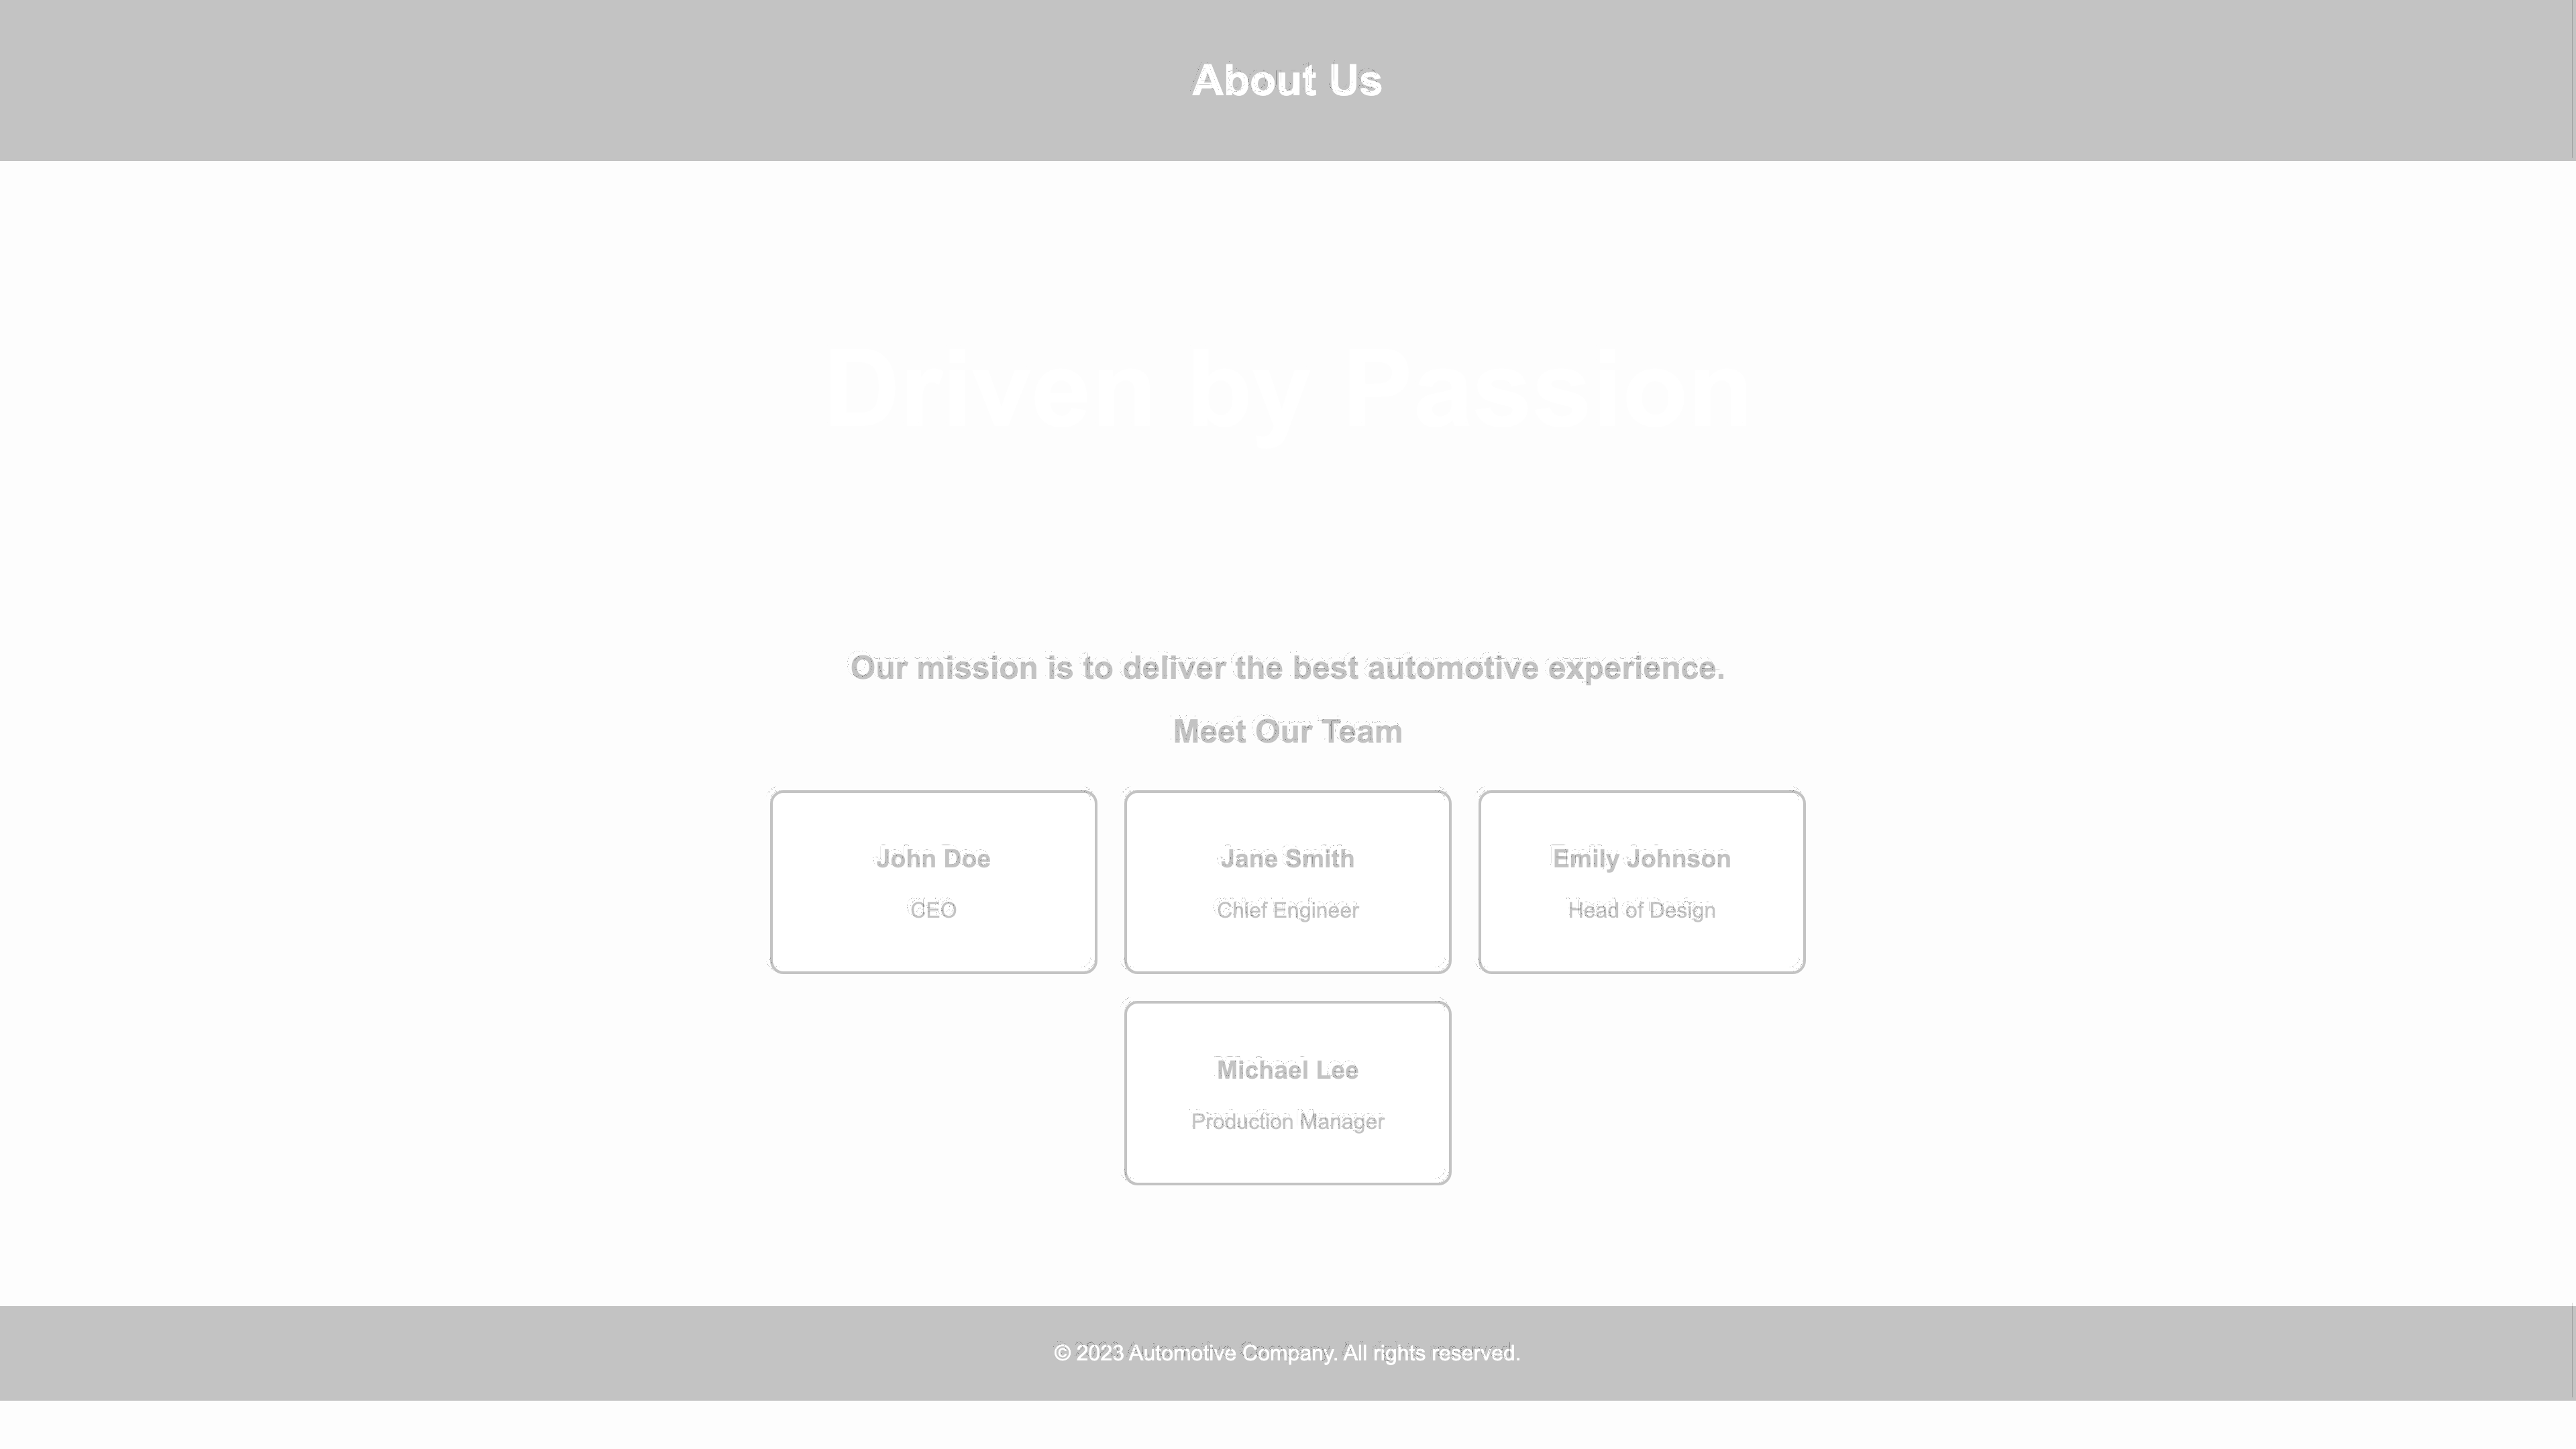 About Us
Driven by Passion
Our mission is to deliver the best automotive experience.
Meet Our Team
John Doe
CEO
Jane Smith
Chief Engineer
Emily Johnson
Head of Design
Michael Lee
Production Manager
© 2023 Automotive Company. All rights reserved.